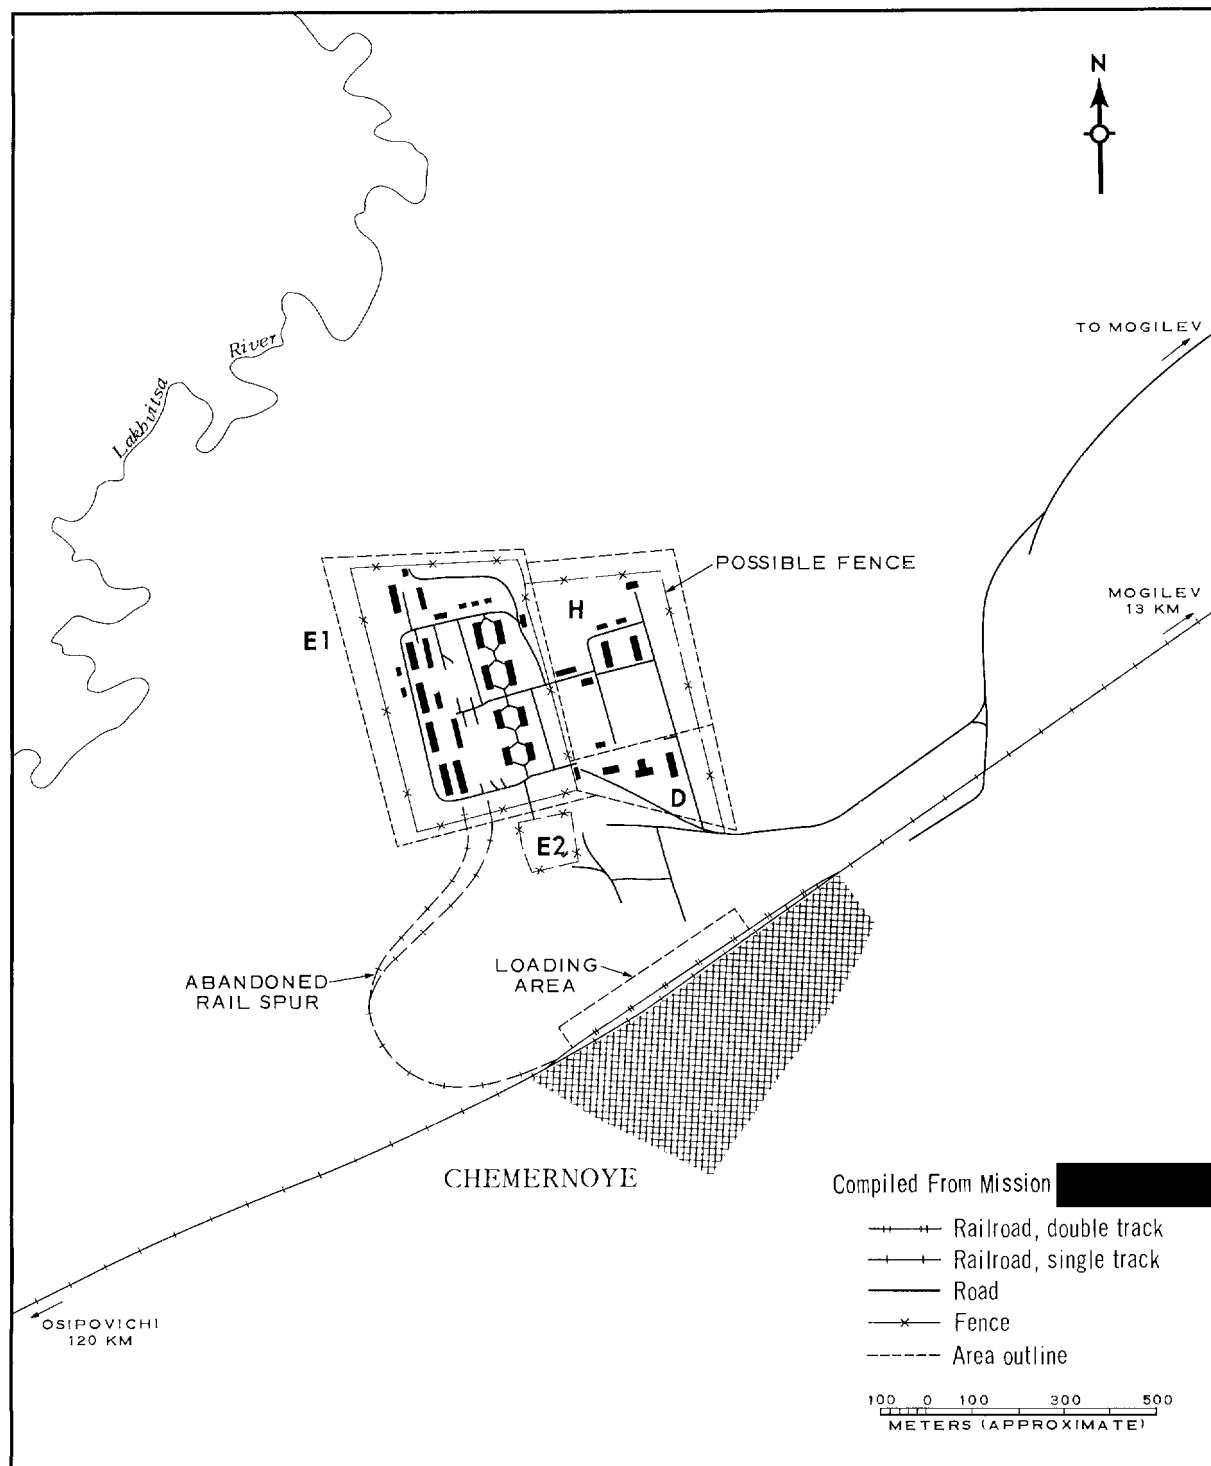 N
TO MOGILEV
River
Lakhvitsa
POSSIBLE FENCE
MOGILEV
13 KM
H
E1
D
E2
LOADING
AREA
ABANDONED
RAIL SPUR
CHEMERNOYE
Compiled From Mission
Railroad, double track
Railroad, single track
Road
Fence
Area outline
OSIPOVICHI
120 KM
100 0 100 300 500
METERS (APPROXIMATE)